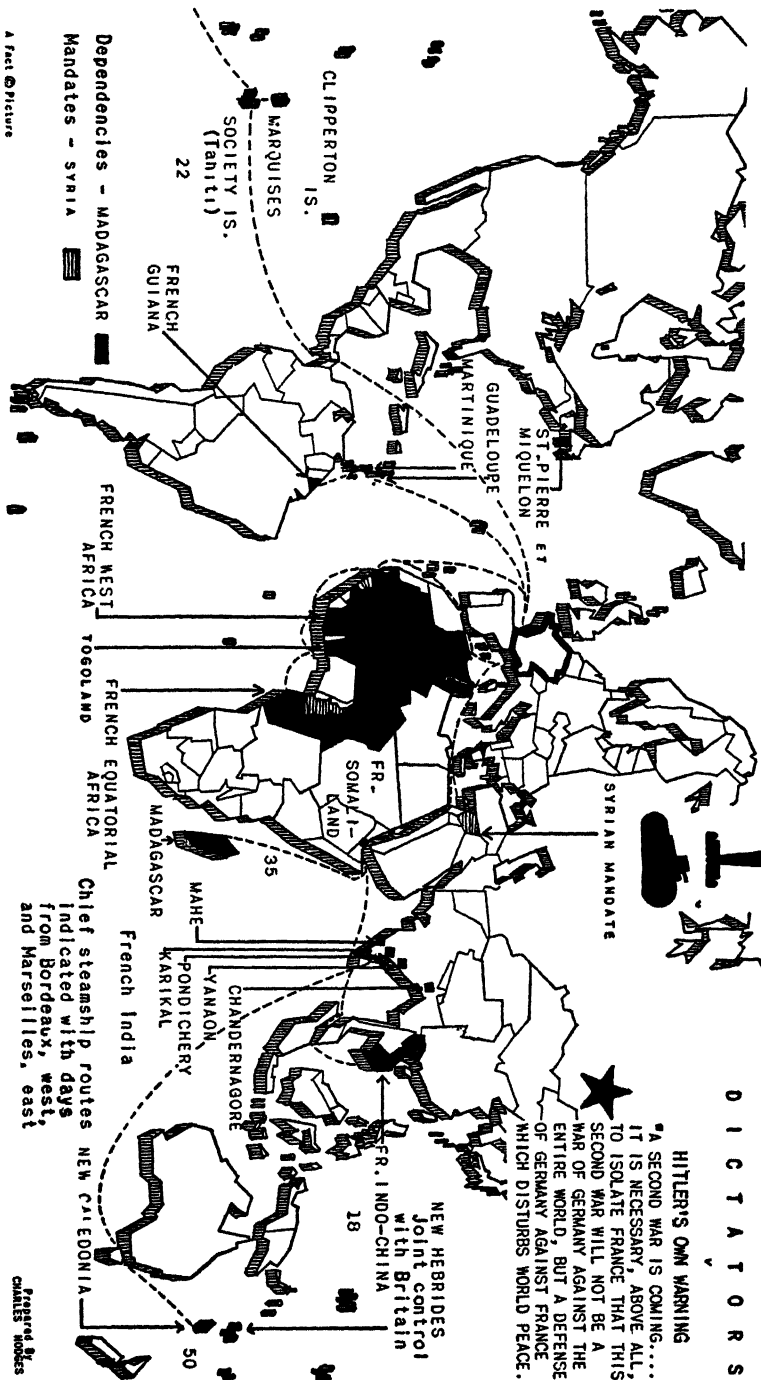 DICTATORS
HITLER'S OWN WARNING
"A SECOND WAR IS COMING....
IT IS NECESSARY, ABOVE ALL,
TO ISOLATE FRANCE THAT THIS
SECOND WAR WILL NOT BE A
WAR OF GERMANY AGAINST THE
ENTIRE WORLD, BUT A DEFENSE
OF GERMANY AGAINST FRANCE
WHICH DISTURBS WORLD PEACE.
CLIPPERTON
IS.
MARQUISES
SOCIETY IS.
(Tahiti)
22
ST.PIERRE ET
MIQUELON
GUADELOUPE
MARTINIQUE
FRENCH
GUIANA
SYRIAN MANDATE
FR.
SOMALI-
LAND
35
FRENCH WEST
AFRICA
TOGOLAND
FRENCH EQUATORIAL
AFRICA
MADAGASCAR
MAHE
KARIKAL
PONDICHERY
YANAON
CHANDERNAGORE
French India
FR.INDO-CHINA
18
NEW HEBRIDES
Joint control
with Britain
NEW CALEDONIA
50
Dependencies - MADAGASCAR
Mandates - SYRIA
Chief steamship routes
indicated with days
from Bordeaux, west,
and Marseilles, east
A Fact © Picture
Prepared By
CHARLES HODGES